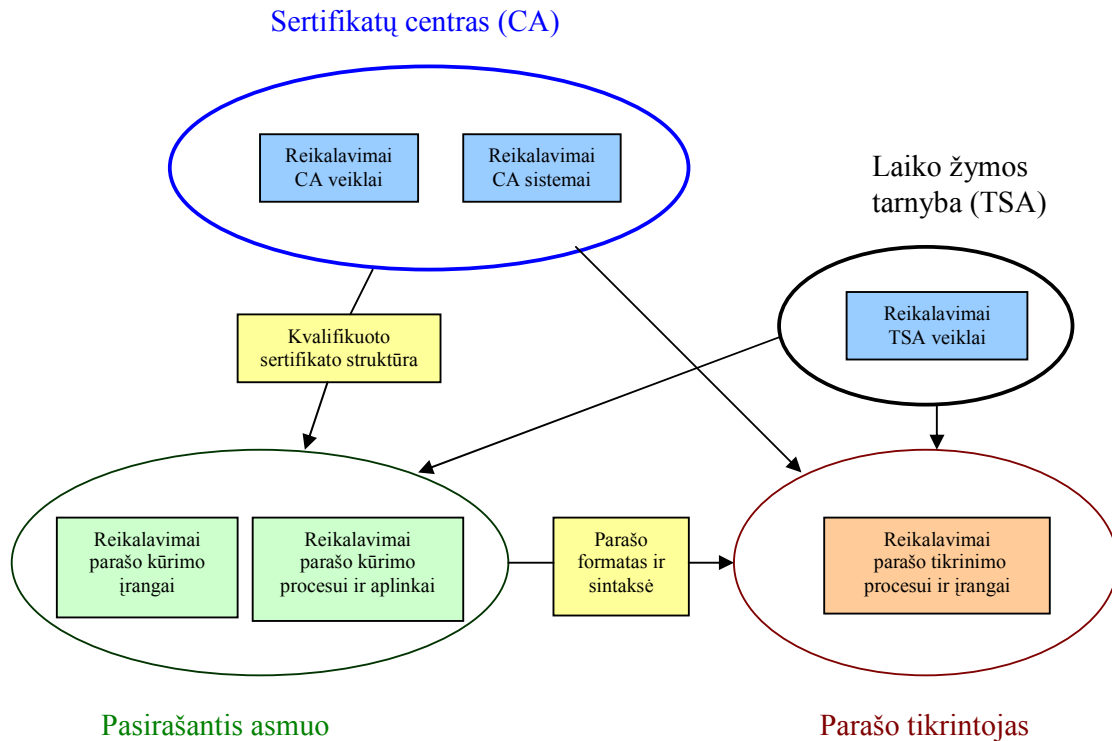 Sertifikatų centras (CA)
Reikalavimai
CA veiklai
Reikalavimai
CA sistemai
Laiko žymos
tarnyba (TSA)
Reikalavimai
TSA veiklai
Kvalifikuoto
sertifikato struktūra
Reikalavimai
parašo kūrimo
įrangai
Reikalavimai
parašo kūrimo
procesui ir aplinkai
Parašo
formatas ir
sintaksė
Reikalavimai
parašo tikrinimo
procesui ir įrangai
Pasirašantis asmuo
Parašo tikrintojas